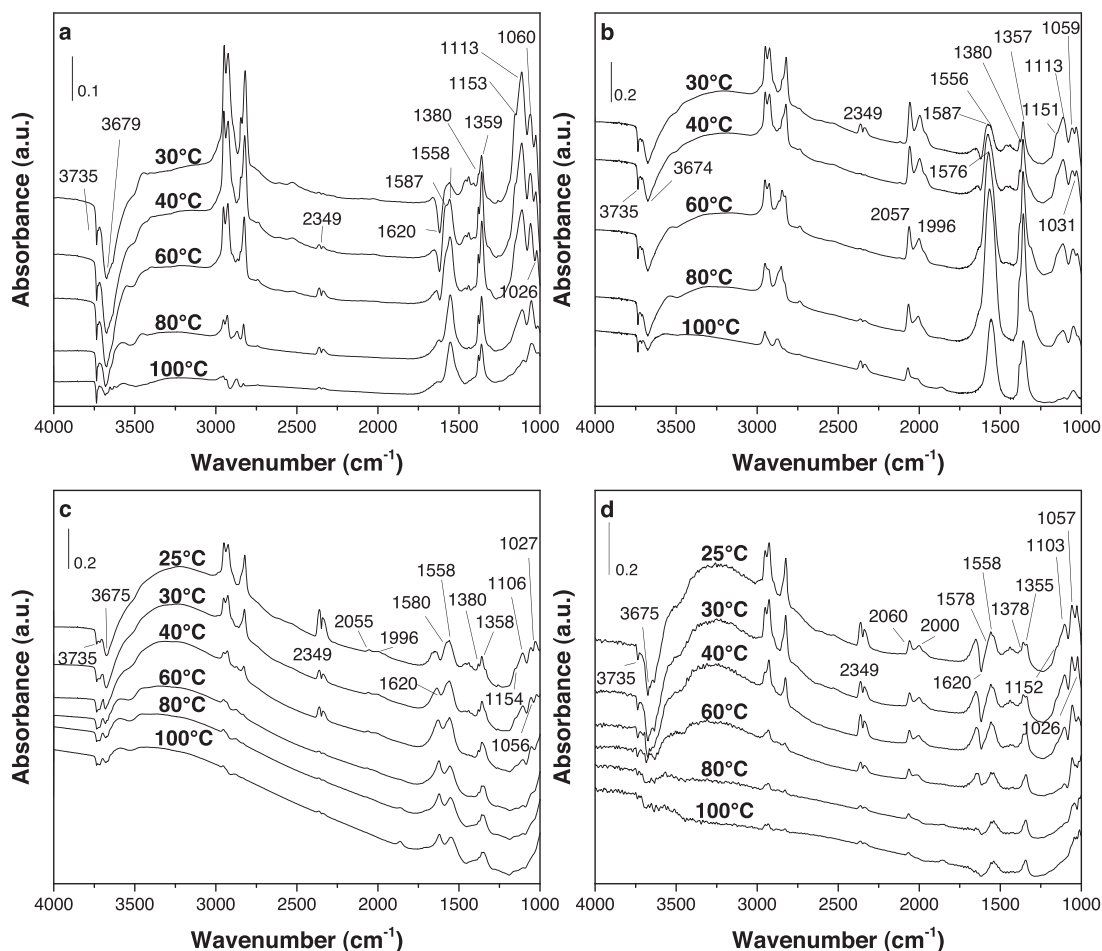 a
0.1
3735
3679
30°C
40°C
60°C
80°C
100°C
2349
1620
1587
1558
1380
1359
1153
1113
1060
1026
4000 3500 3000 2500 2000 1500 1000
Wavenumber (cm-1)
Absorbance (a.u.)
b
0.2
3735
3674
30°C
40°C
60°C
80°C
100°C
2349
2057
1996
1587
1576
1556
1380
1357
1151
1113
1059
1031
4000 3500 3000 2500 2000 1500 1000
Wavenumber (cm-1)
Absorbance (a.u.)
c
0.2
3735
3675
25°C
30°C
40°C
60°C
80°C
100°C
2349
2055
1996
1620
1580
1558
1380
1358
1154
1106
1056
1027
4000 3500 3000 2500 2000 1500 1000
Wavenumber (cm-1)
Absorbance (a.u.)
d
0.2
3735
3675
25°C
30°C
40°C
60°C
80°C
100°C
2349
2060
2000
1620
1578
1558
1378
1355
1152
1103
1057
1026
4000 3500 3000 2500 2000 1500 1000
Wavenumber (cm-1)
Absorbance (a.u.)